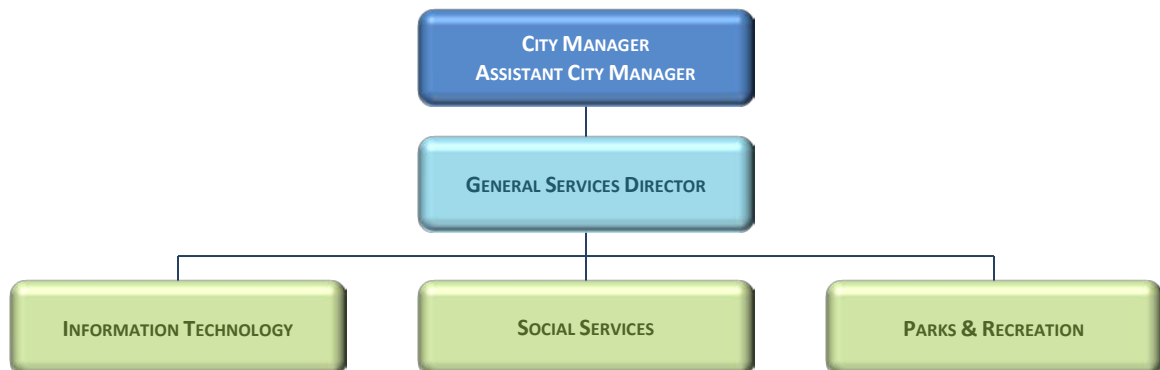 CITY MANAGER
ASSISTANT CITY MANAGER
GENERAL SERVICES DIRECTOR
INFORMATION TECHNOLOGY
SOCIAL SERVICES
PARKS & RECREATION